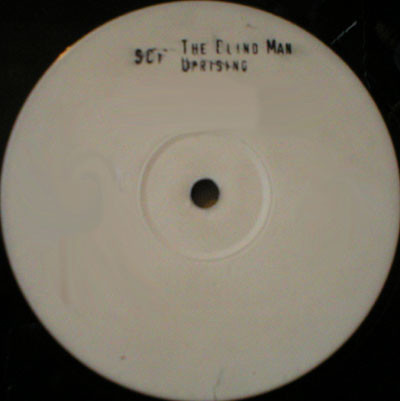 The Blind Man
Uprising